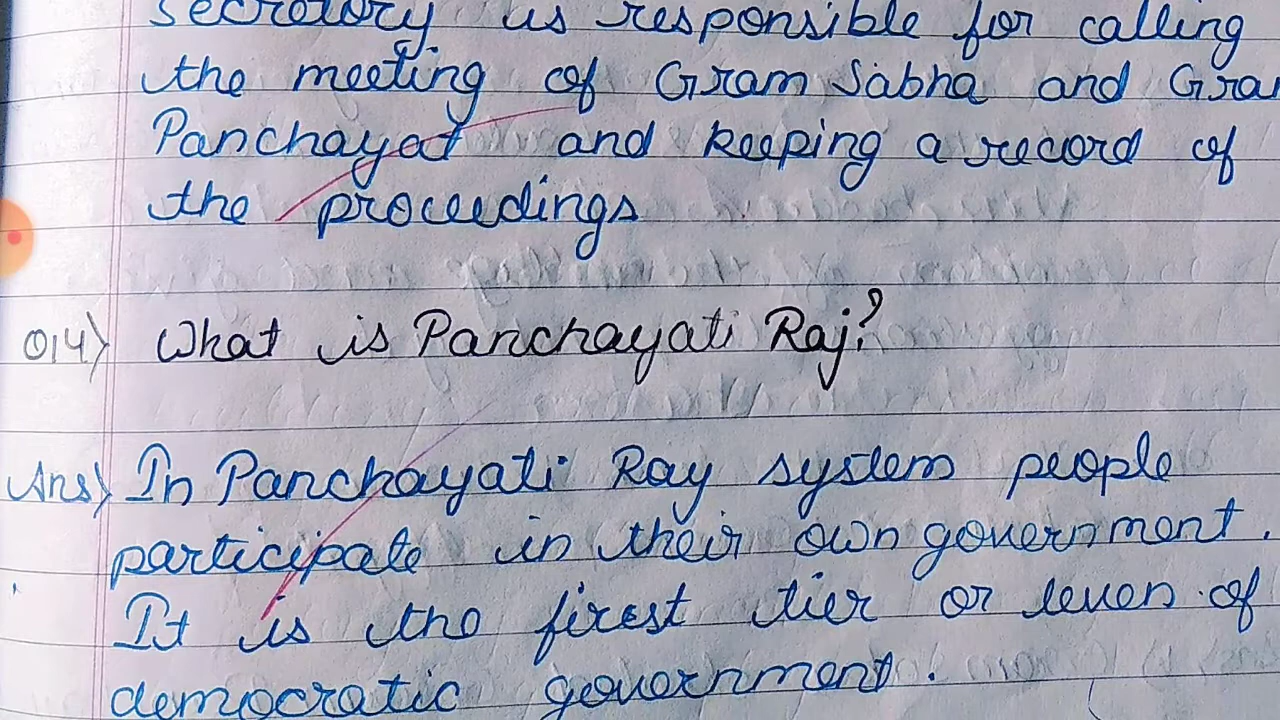 secretary is responsible for calling
the meeting of Gram Sabha and Gram
Panchayat and keeping a record of
the proceedings
Q.4) What is Panchayati Raj?
Ans) In Panchayati Ray system people
participate in their own government.
It is the first tier or level of
democratic government.